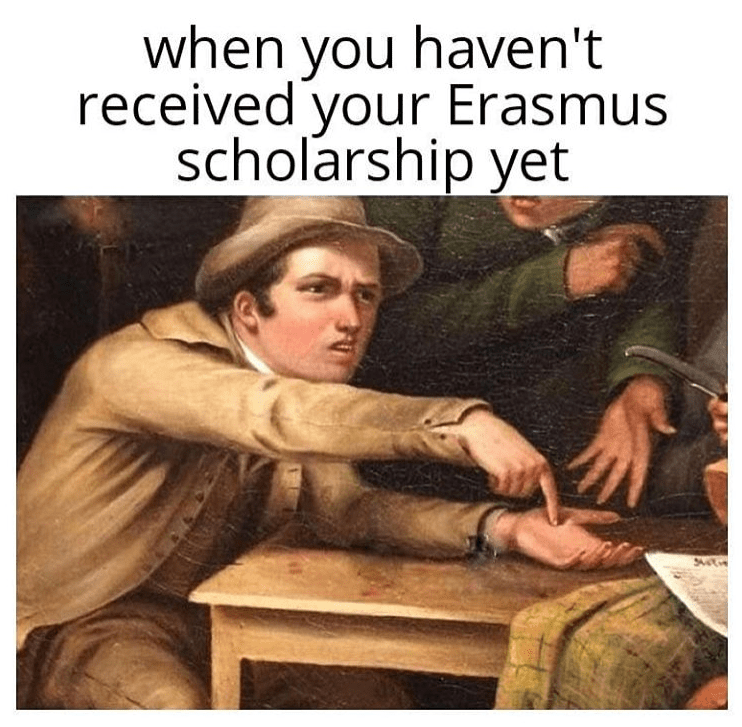 when you haven't
received your Erasmus
scholarship yet